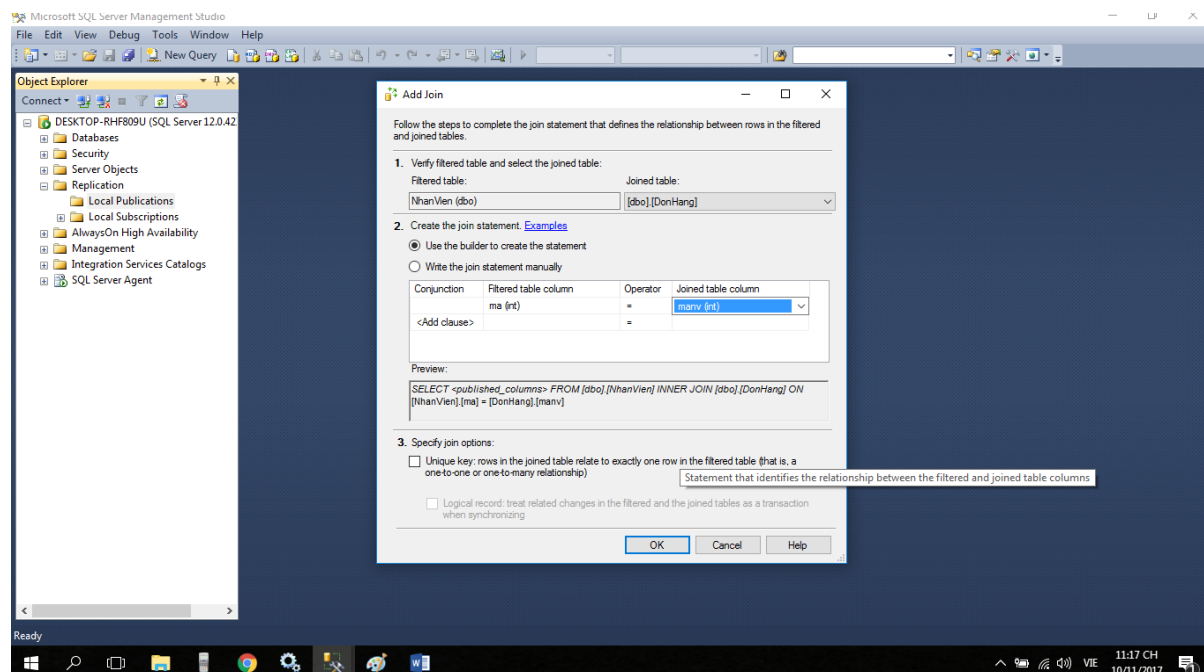 Microsoft SQL Server Management Studio
File Edit View Debug Tools Window Help
New Query
Object Explorer
Connect
DESKTOP-RHF809U (SQL Server 12.0.42
Databases
Security
Server Objects
Replication
Local Publications
Local Subscriptions
AlwaysOn High Availability
Management
Integration Services Catalogs
SQL Server Agent
Add Join
Follow the steps to complete the join statement that defines the relationship between rows in the filtered
and joined tables.
1. Verify filtered table and select the joined table:
Filtered table: Joined table:
NhanVien (dbo) [dbo].[DonHang]
2. Create the join statement. Examples
Use the builder to create the statement
Write the join statement manually
Conjunction Filtered table column Operator Joined table column
ma (int) = manv (int)
<Add clause> =
Preview:
SELECT <published_columns> FROM [dbo].[NhanVien] INNER JOIN [dbo].[DonHang] ON
[NhanVien].[ma] = [DonHang].[manv]
3. Specify join options:
Unique key: rows in the joined table relate to exactly one row in the filtered table (that is, a
one-to-one or one-to-many relationship)
Statement that identifies the relationship between the filtered and joined table columns
Logical record: treat related changes in the filtered and the joined tables as a transaction
when synchronizing
OK Cancel Help
Ready
VIE
11:17 CH
10/11/2017